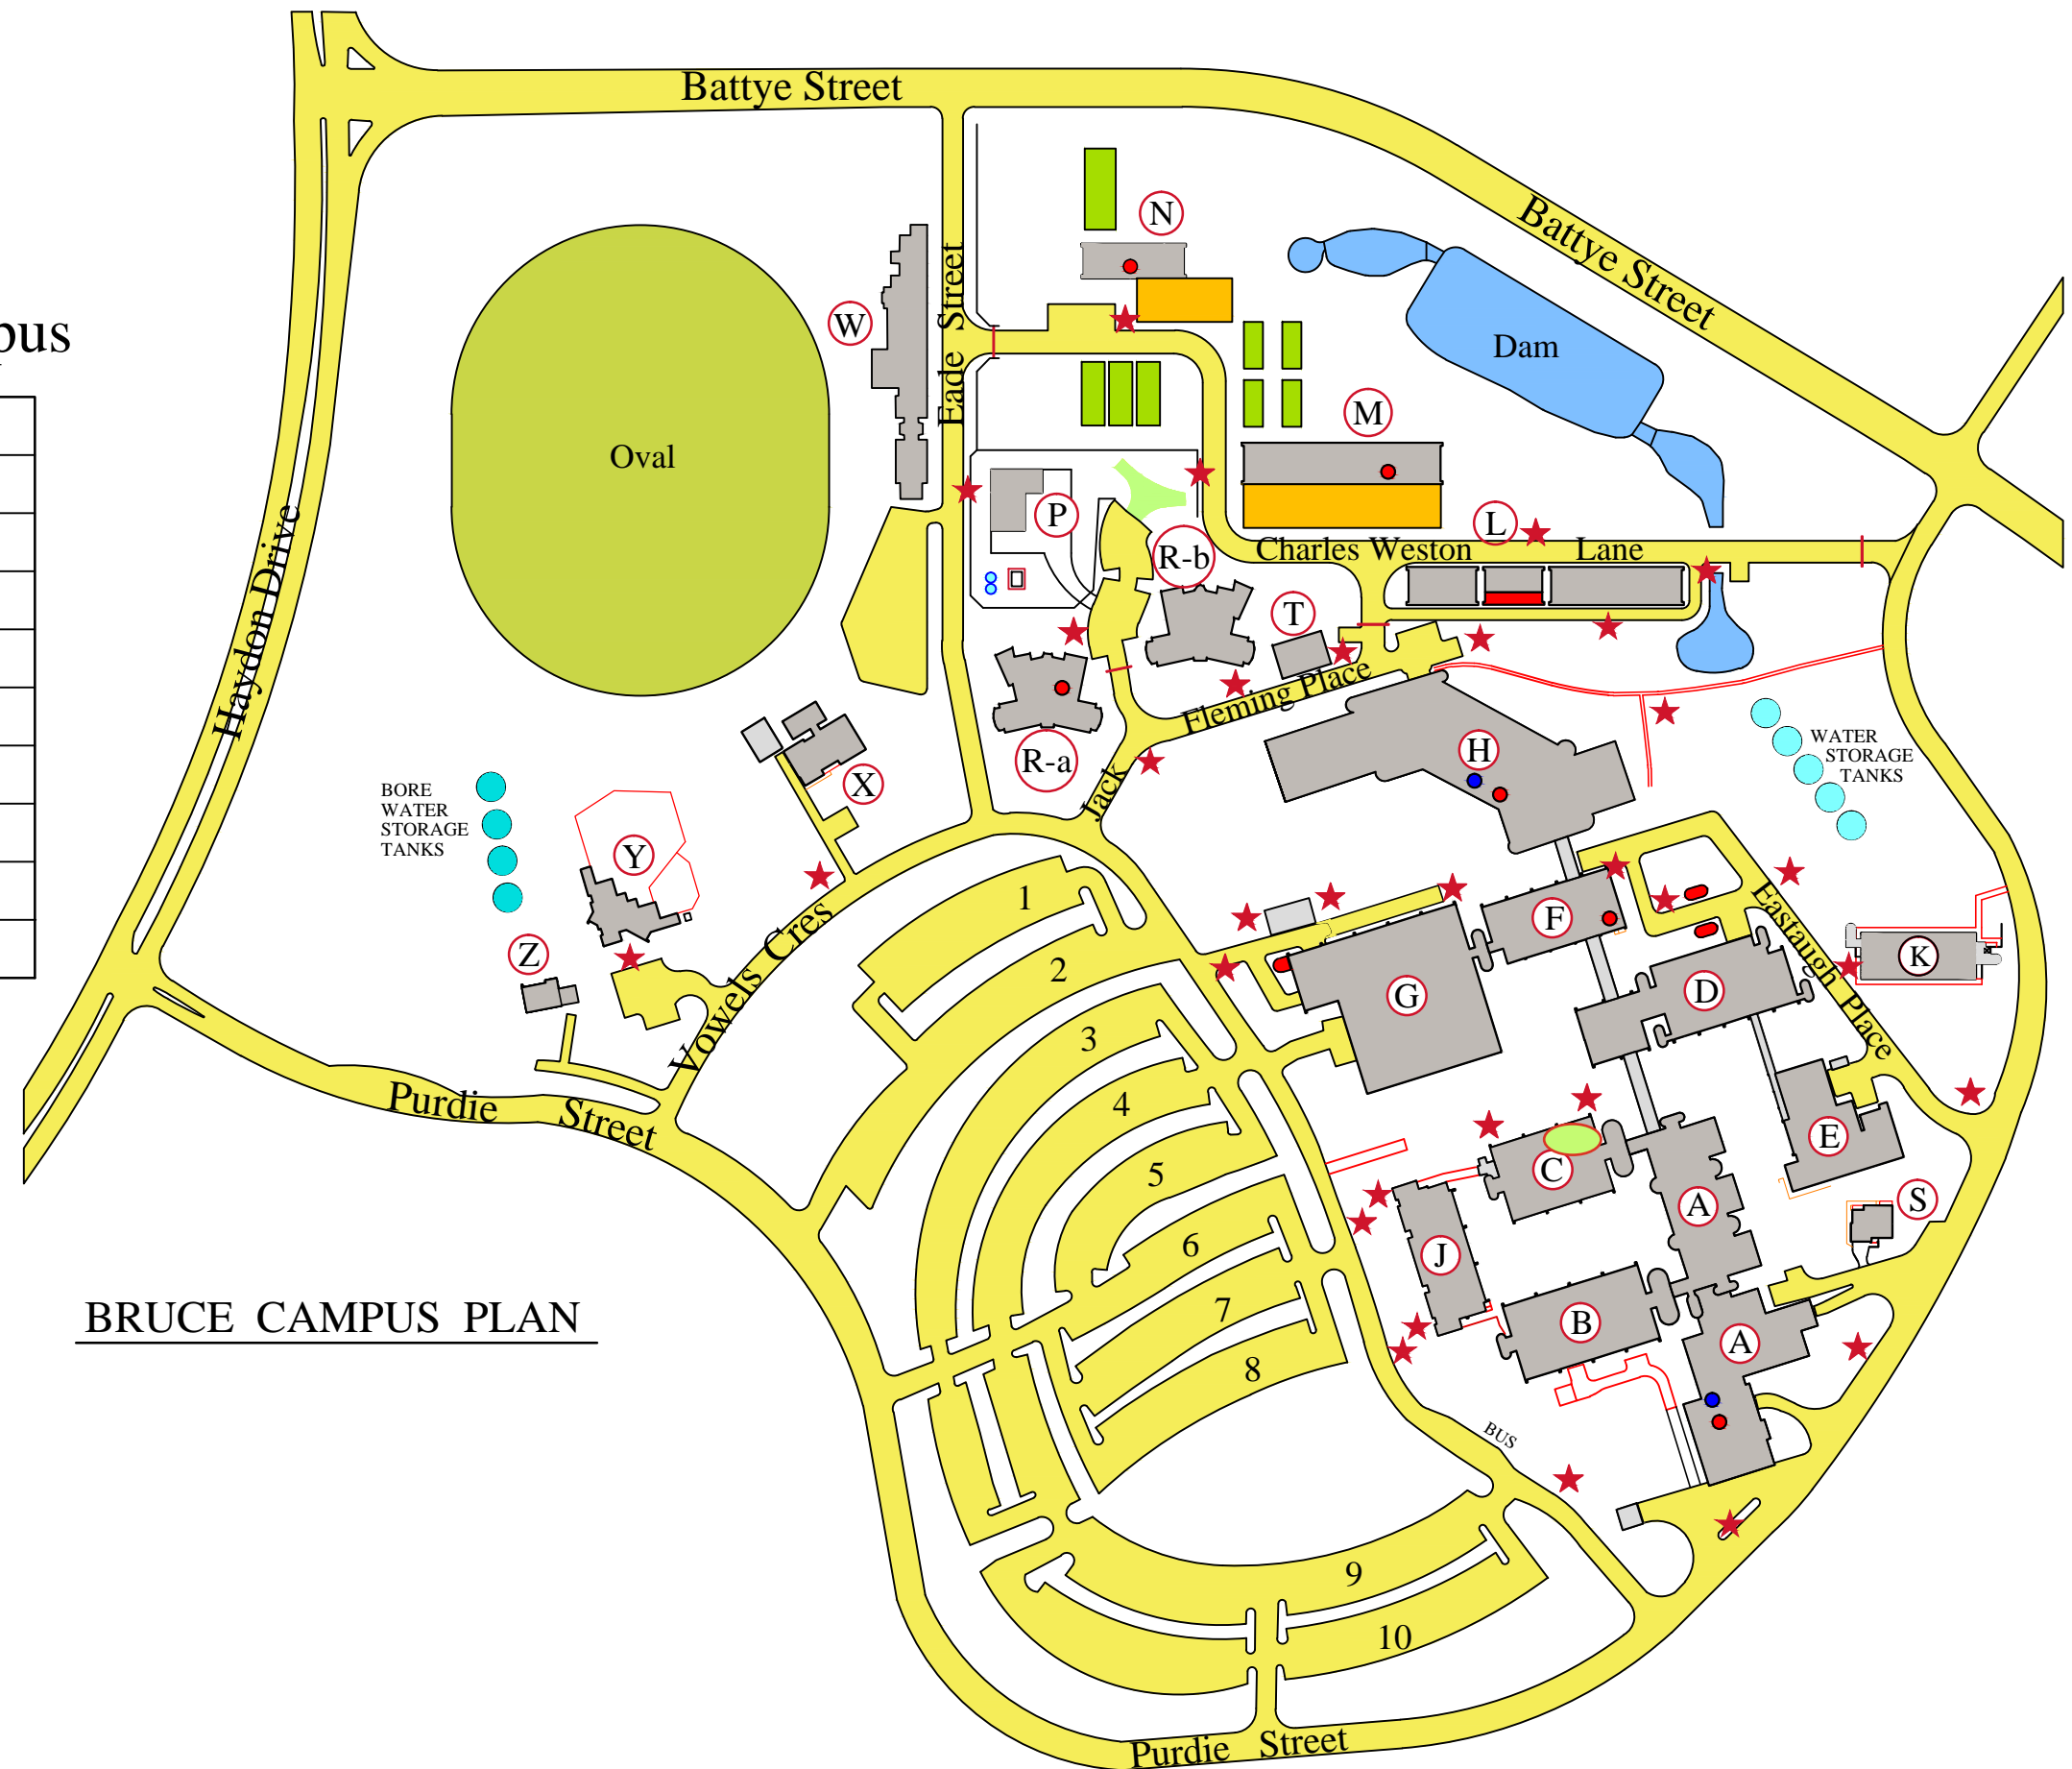 Battye Street
Battye Street
pus
N
W
Eade Street
Dam
M
Oval
P
L
Charles Weston Lane
R-b
T
Haydon Drive
Fleming Place
R-a
H
WATER
STORAGE
TANKS
X
Jack
BORE
WATER
STORAGE
TANKS
Y
1
F
Eastaugh Place
Z
Vowels Cres
2
G
D
K
3
4
Purdie Street
5
C
E
A
S
6
J
7
B
A
BRUCE CAMPUS PLAN
8
BUS
9
10
Purdie Street